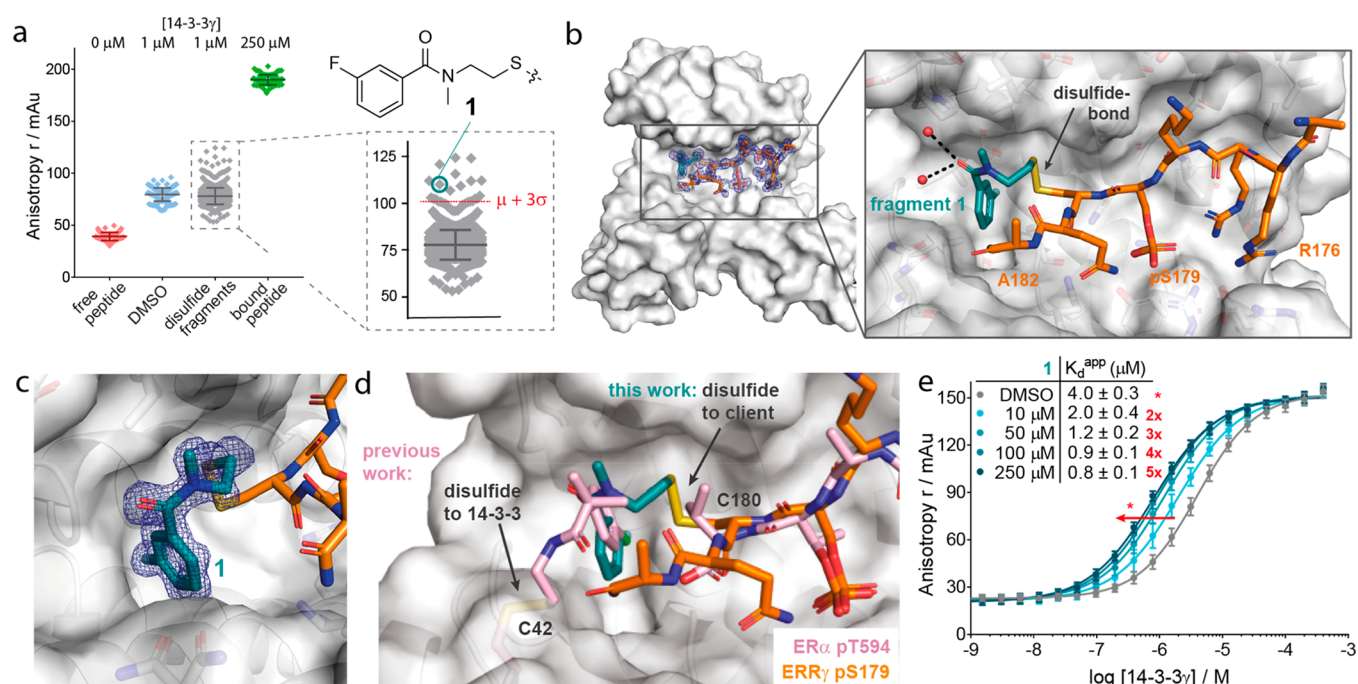 a
[14-3-3γ]
0 μM 1 μM 1 μM 250 μM
Anisotropy r / mAu
200
150
100
50
0
free peptide
DMSO
disulfide fragments
bound peptide
F
O
N
S
1
125
100
75
50
μ + 3σ
b
disulfide-
bond
fragment 1
A182
pS179
R176
c
1
d
this work: disulfide
to client
previous
work:
disulfide
to 14-3-3
C180
C42
ERα pT594
ERRγ pS179
e
1 Kd^app (μM)
DMSO 4.0 ± 0.3 *
10 μM 2.0 ± 0.4 2x
50 μM 1.2 ± 0.2 3x
100 μM 0.9 ± 0.1 4x
250 μM 0.8 ± 0.1 5x
*
Anisotropy r / mAu
150
120
90
60
30
0
-9 -8 -7 -6 -5 -4 -3
log [14-3-3γ] / M